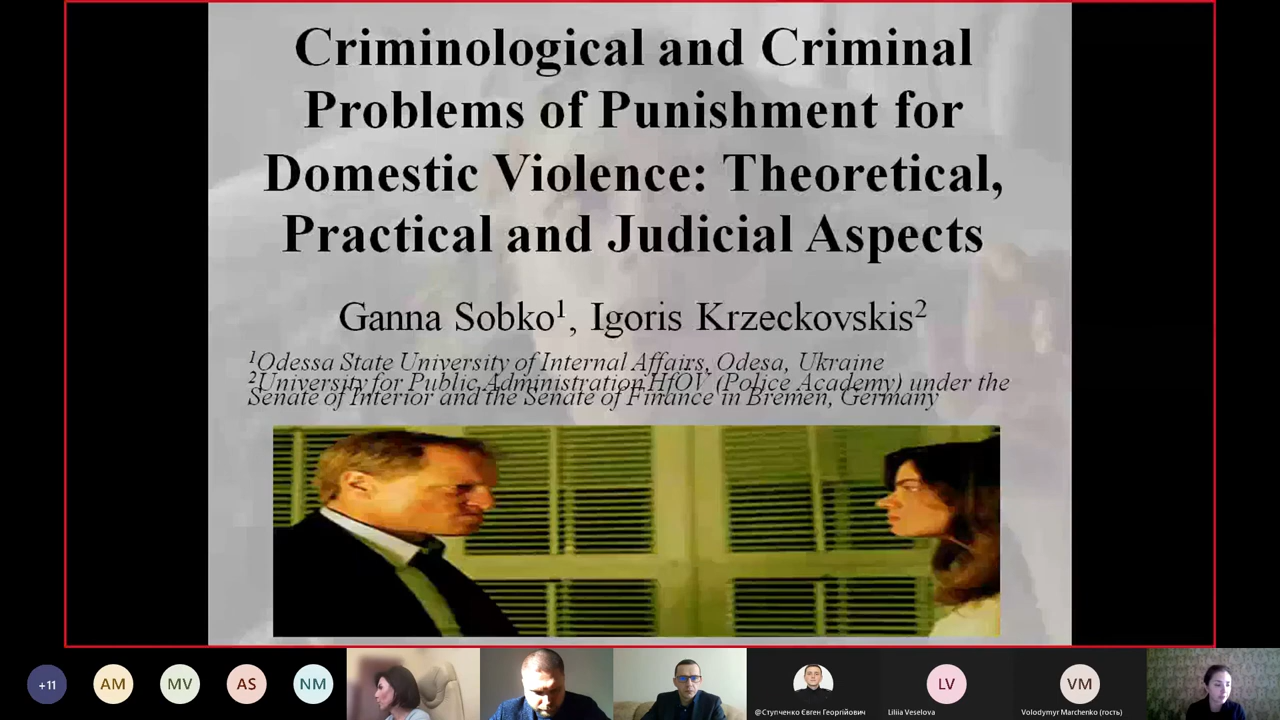 Criminological and Criminal
Problems of Punishment for
Domestic Violence: Theoretical,
Practical and Judicial Aspects
Ganna Sobko¹, Igoris Krzeckovskis²
¹Odessa State University of Internal Affairs, Odesa, Ukraine
²University for Public Administration HfÖV (Police Academy) under the
Senate of Interior and the Senate of Finance in Bremen, Germany
+11 AM MV AS NM LV VM
@Ступченко Євген Георгійович Liliia Veselova Volodymyr Marchenko (гость)